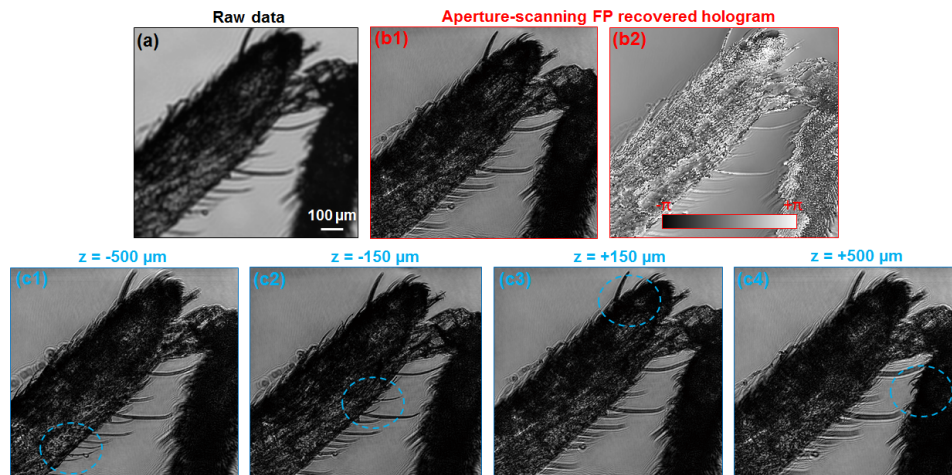 Raw data
Aperture-scanning FP recovered hologram
(a)
(b1)
(b2)
100 µm
-π
+π
z = -500 µm
z = -150 µm
z = +150 µm
z = +500 µm
(c1)
(c2)
(c3)
(c4)